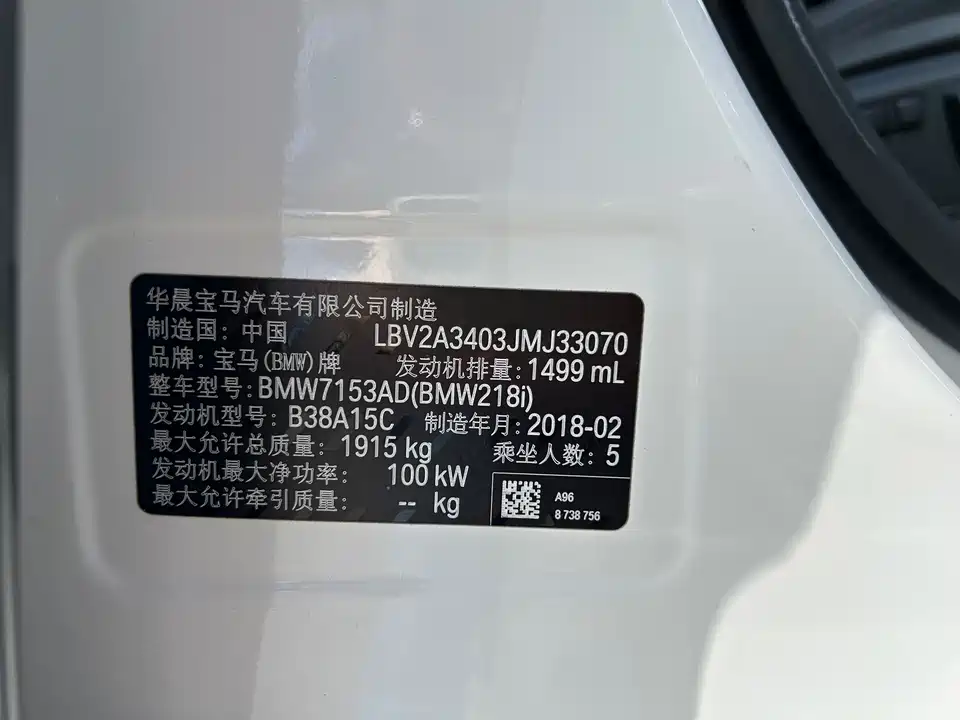 华晨宝马汽车有限公司制造
制造国: 中国 LBV2A3403JMJ33070
品牌: 宝马(BMW)牌 发动机排量: 1499 mL
整车型号: BMW7153AD(BMW218i)
发动机型号: B38A15C 制造年月: 2018-02
最大允许总质量: 1915 kg 乘坐人数: 5
发动机最大净功率: 100 kW
最大允许牵引质量: -- kg
A96
8 738 756